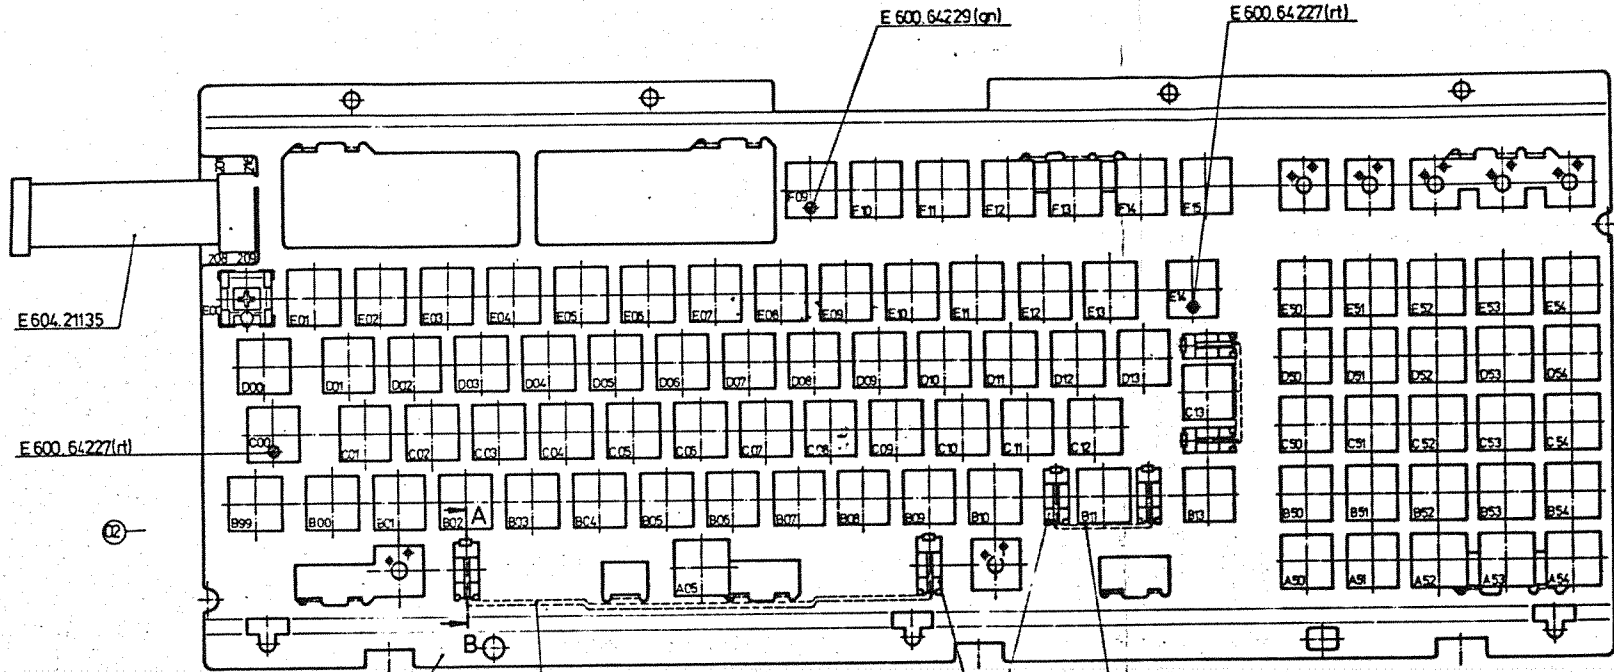 E 600.64229(gn)
E 600.64227(rt)
F09 E10 F11 F12 F13 F14 F15
208 209
E 604.21135
E01 E02 E03 E04 E05 E06 E07 E08 E09 E10 E11 E12 E13 E14 E50 E51 E52 E53 E54
D00 D01 D02 D03 D04 D05 D06 D07 D08 D09 D10 D11 D12 D13 D50 D51 D52 D53 D54
C13
E 600.64227(rt)
C00 C01 C02 C03 C04 C05 C06 C07 C08 C09 C10 C11 C12 C50 C51 C52 C53 C54
B99 B00 B01 B02 A B03 B04 B05 B06 B07 B08 B09 B10 B11 B13 B50 B51 B52 B53 B54
02
A05 A50 A51 A52 A53 A54
B